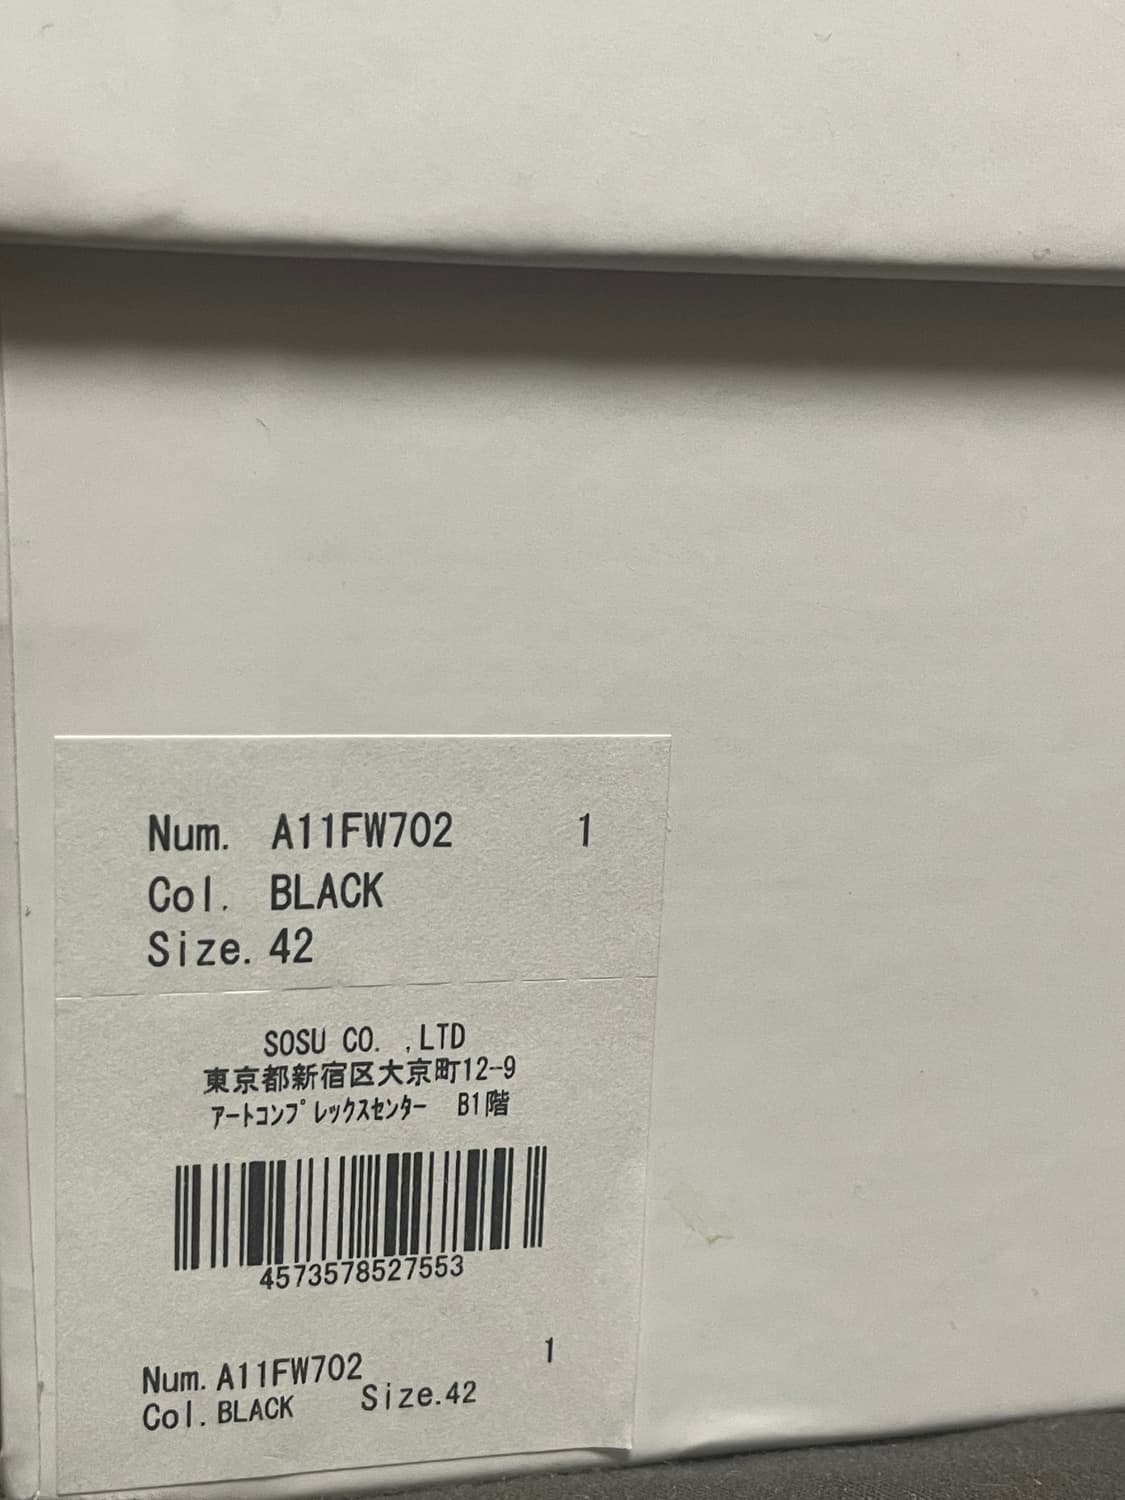 Num. A11FW702 1
Col. BLACK
Size. 42
SOSU CO. ,LTD
東京都新宿区大京町12-9
ｱｰﾄｺﾝﾌﾟﾚｯｸｽｾﾝﾀｰ B1階
4573578527553
Num. A11FW702 1
Col. BLACK Size. 42